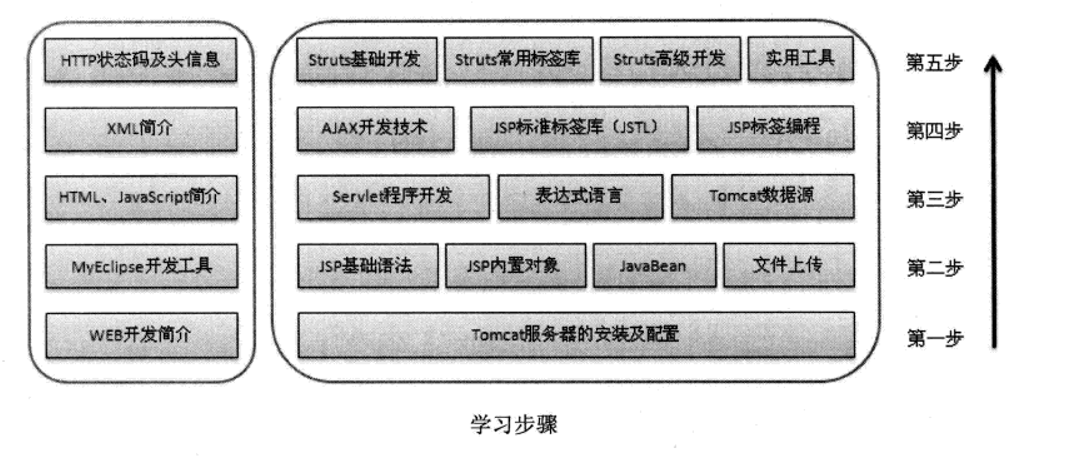 HTTP状态码及头信息 Struts基础开发 Struts常用标签库 Struts高级开发 实用工具 第五步
XML简介 AJAX开发技术 JSP标准标签库（JSTL） JSP标签编程 第四步
HTML、JavaScript简介 Servlet程序开发 表达式语言 Tomcat数据源 第三步
MyEclipse开发工具 JSP基础语法 JSP内置对象 JavaBean 文件上传 第二步
WEB开发简介 Tomcat服务器的安装及配置 第一步
学习步骤